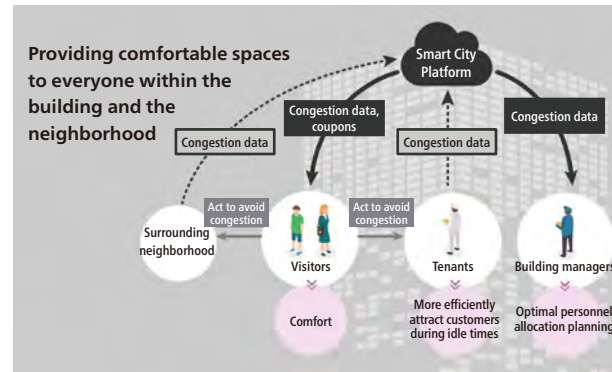 Providing comfortable spaces
to everyone within the
building and the
neighborhood
Smart City
Platform
Congestion data
Congestion data,
coupons
Congestion data
Congestion data
Act to avoid
congestion
Act to avoid
congestion
Surrounding
neighborhood
Visitors
Tenants
Building managers
Comfort
More efficiently
attract customers
during idle times
Optimal personnel
allocation planning